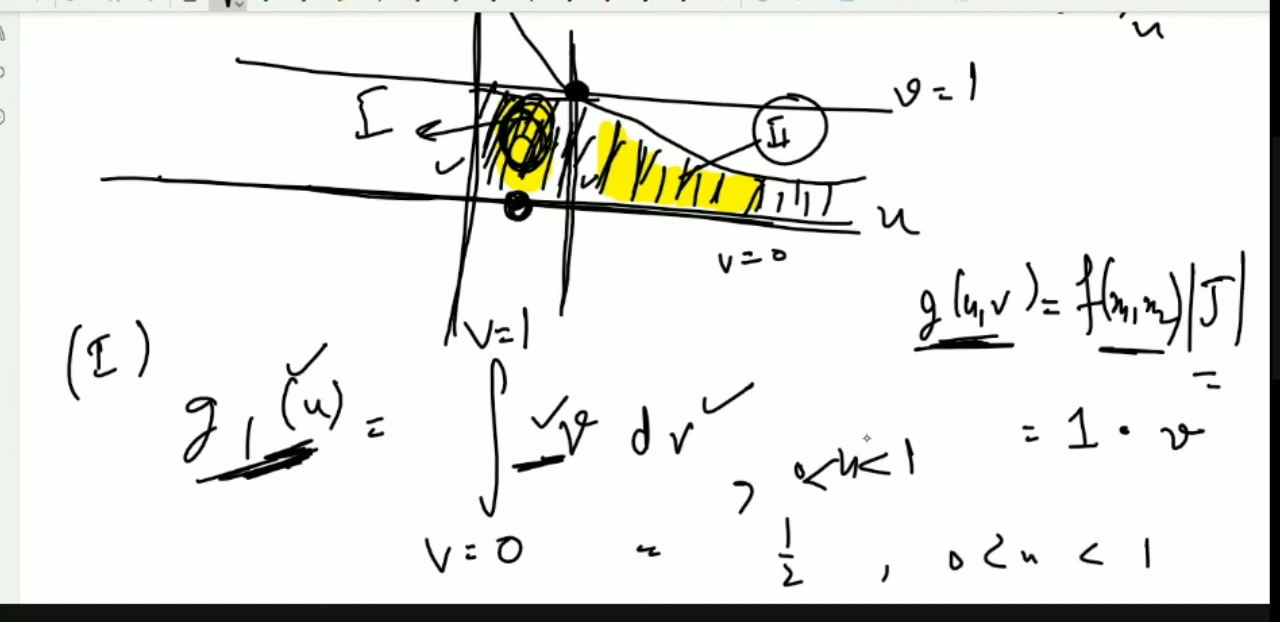 u
v = 1
I
II
u
v = 0
g(u, v) = f(x₁, x₂) |J|
= 1 · v
(I)
v = 1
g₁(u) = ∫ v dv , 0 < u < 1
v = 0
= 1/2 , 0 < u < 1